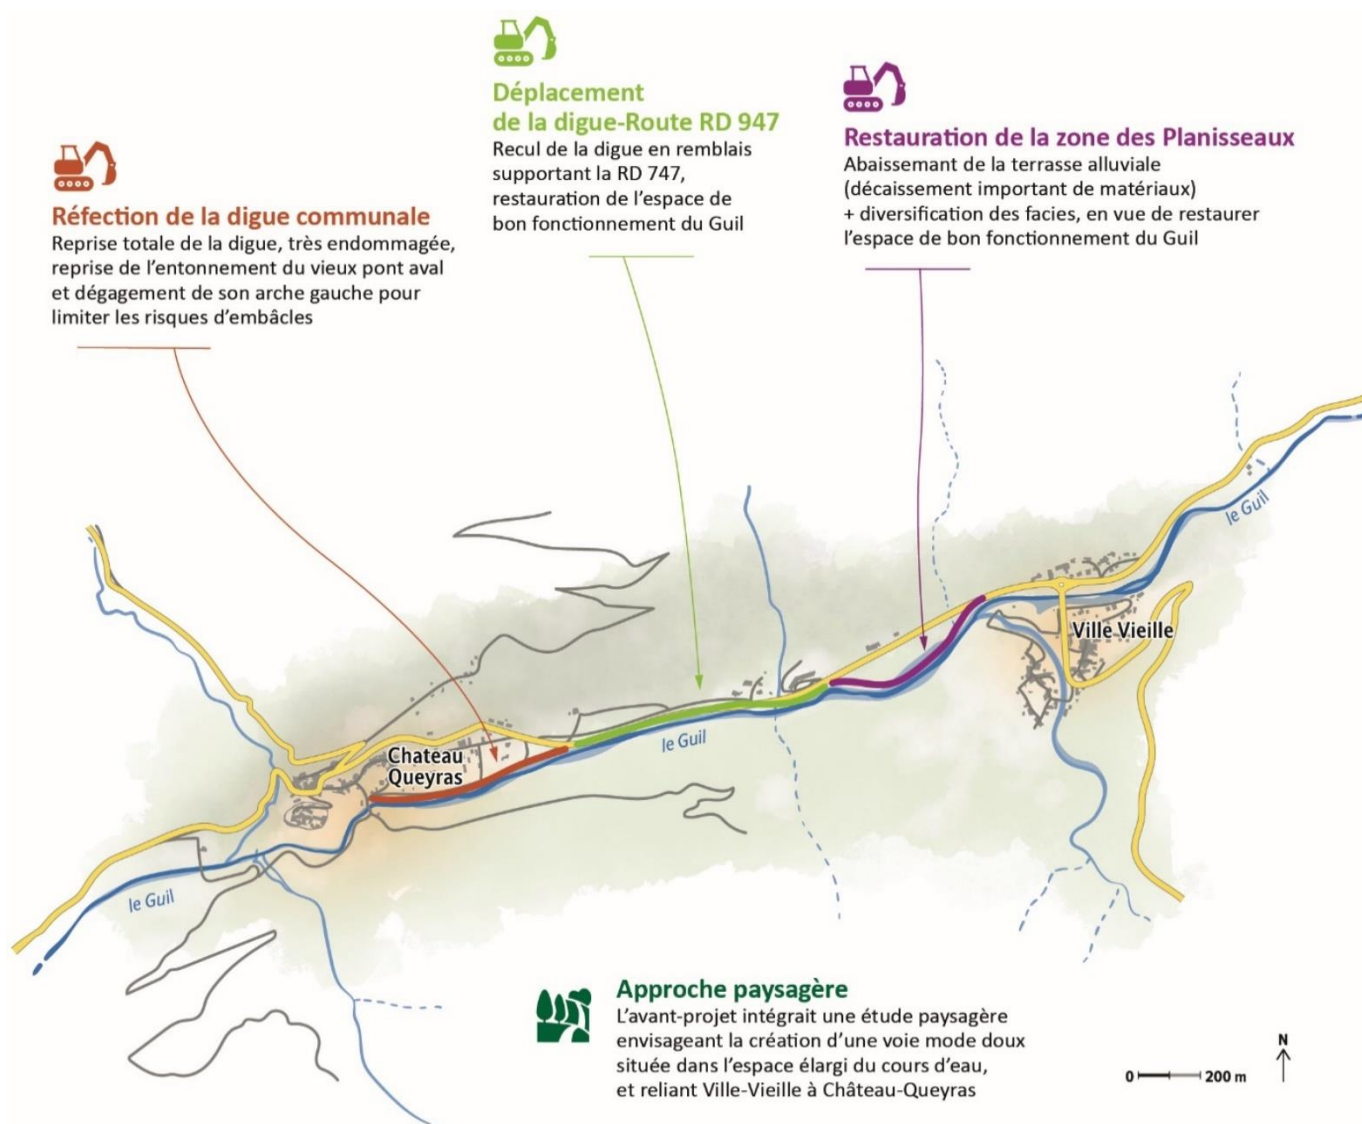 Déplacement
de la digue-Route RD 947
Recul de la digue en remblais
supportant la RD 747,
restauration de l'espace de
bon fonctionnement du Guil
Restauration de la zone des Planisseaux
Abaissemant de la terrasse alluviale
(décaissement important de matériaux)
+ diversification des facies, en vue de restaurer
l'espace de bon fonctionnement du Guil
Réfection de la digue communale
Reprise totale de la digue, très endommagée,
reprise de l'entonnement du vieux pont aval
et dégagement de son arche gauche pour
limiter les risques d'embâcles
le Guil
Ville Vieille
le Guil
Chateau
Queyras
le Guil
Approche paysagère
L'avant-projet intégrait une étude paysagère
envisageant la création d'une voie mode doux
située dans l'espace élargi du cours d'eau,
et reliant Ville-Vieille à Château-Queyras
N
0 200 m